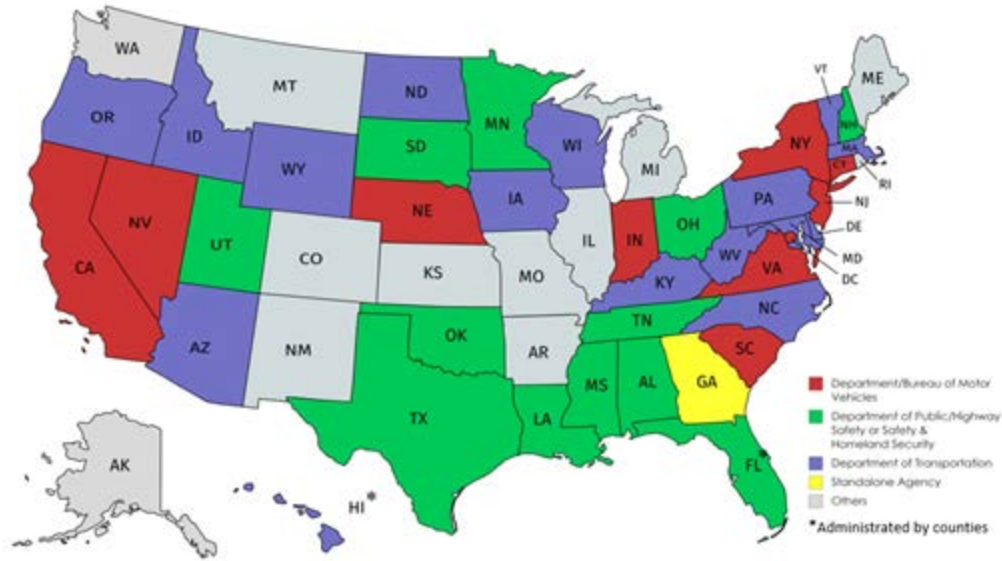 WA
MT
ND
MN
VT
ME
OR
ID
SD
WI
NY
NH
MA
WY
MI
CT
RI
IA
PA
NJ
NE
NV
UT
IL
IN
OH
DE
CO
WV
MD
CA
KS
MO
VA
DC
KY
NC
OK
TN
AZ
NM
AR
SC
MS
AL
GA
TX
LA
FL*
AK
HI*
Department/Bureau of Motor
Vehicles
Department of Public/Highway
Safety or Safety &
Homeland Security
Department of Transportation
Standalone Agency
Others
*Administrated by counties